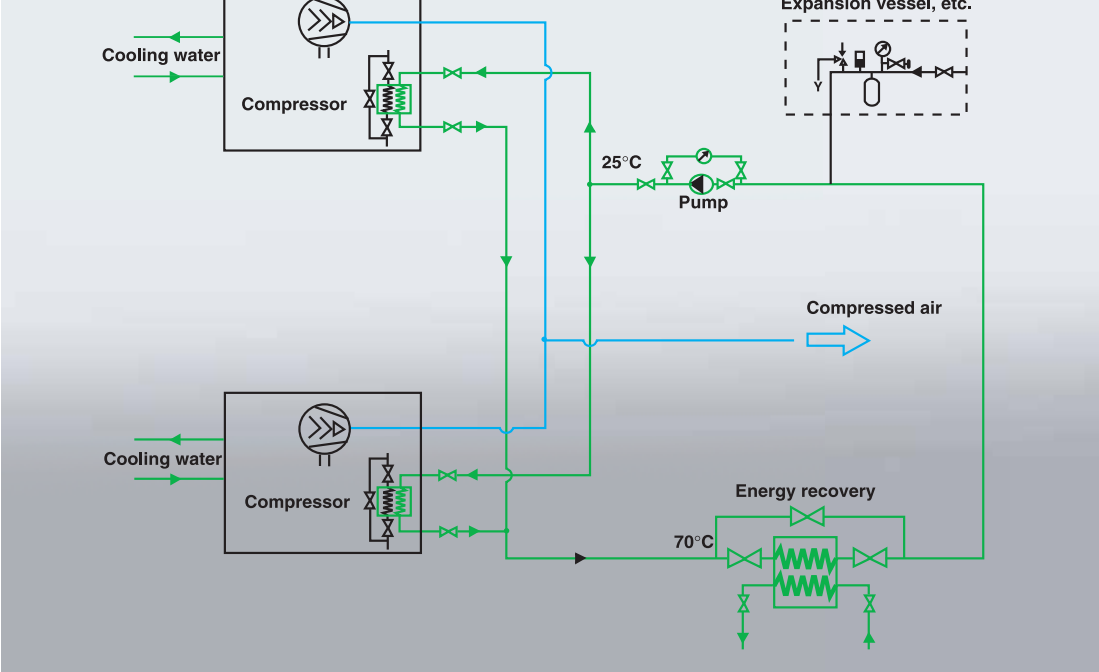 Expansion vessel, etc.
Cooling water
Compressor
Y
25°C
Pump
Compressed air
Cooling water
Compressor
Energy recovery
70°C